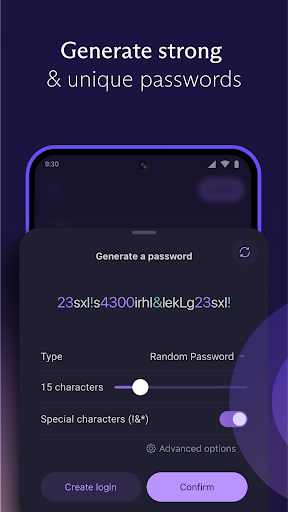 Generate strong
& unique passwords
9:30
Generate a password
23sxl!s4300irhl&lekLg23sxl!
Type
Random Password
15 characters
Special characters (!&*)
Advanced options
Create login
Confirm